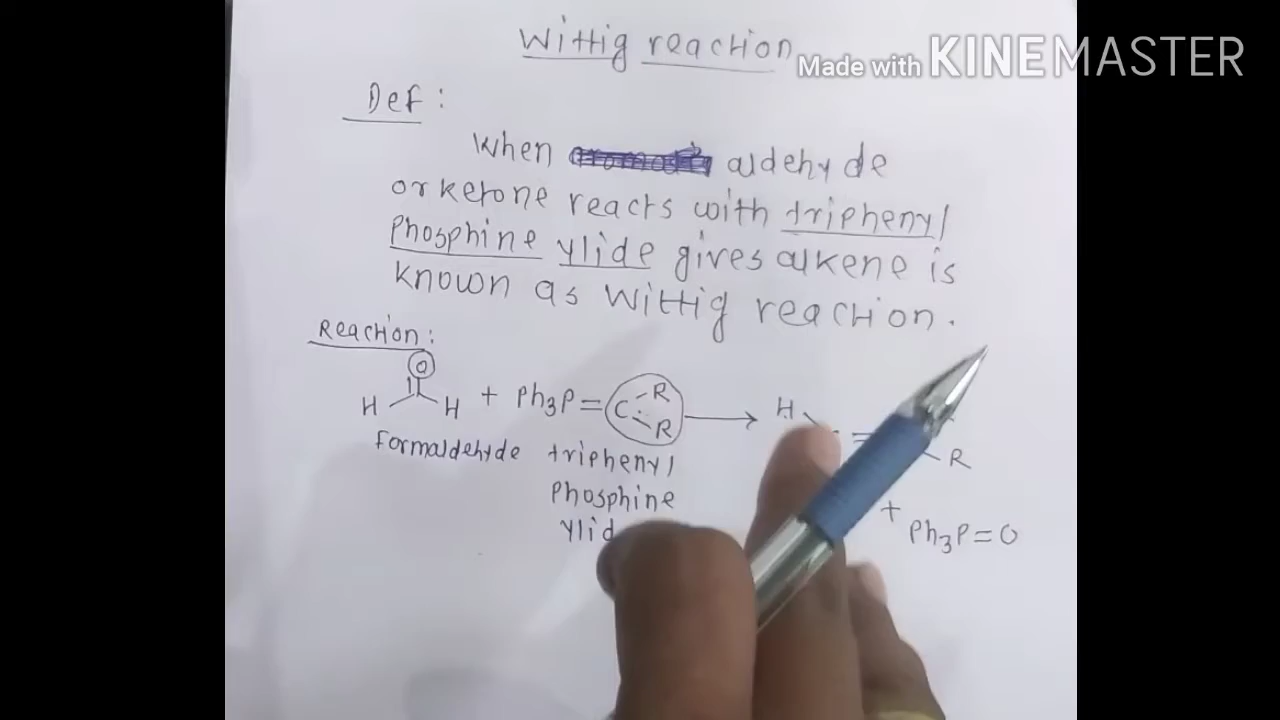 Wittig reaction
Made with KINEMASTER
Def :
When aldehyde
or ketone reacts with triphenyl
Phosphine ylide gives alkene is
known as Wittig reaction.
Reaction:
O
H H + Ph3P = C R R → H = R
Formaldehyde triphenyl
Phosphine
ylid
+ Ph3P = O